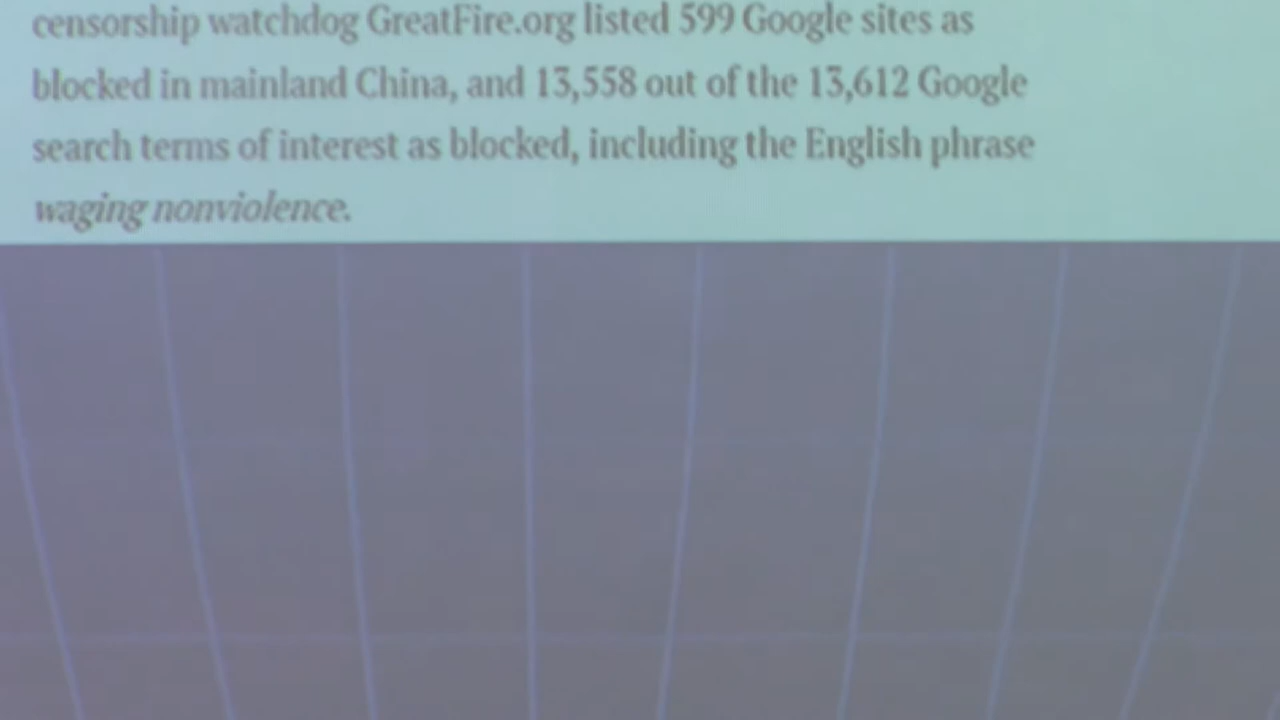 censorship watchdog GreatFire.org listed 599 Google sites as
blocked in mainland China, and 13,558 out of the 13,612 Google
search terms of interest as blocked, including the English phrase
waging nonviolence.